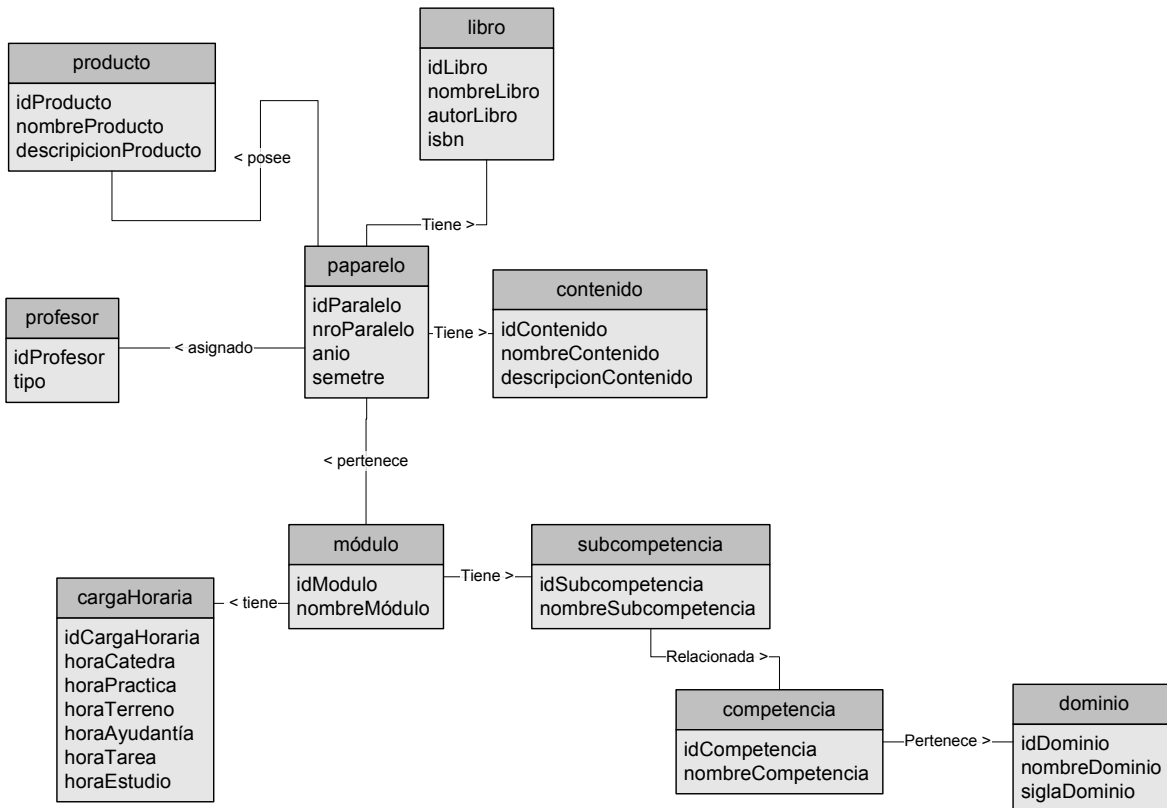 libro
idLibro
nombreLibro
autorLibro
isbn
producto
idProducto
nombreProducto
descripicionProducto
< posee
Tiene >
paparelo
idParalelo
nroParalelo
anio
semetre
contenido
idContenido
nombreContenido
descripcionContenido
Tiene >
profesor
idProfesor
tipo
< asignado
< pertenece
módulo
idModulo
nombreMódulo
Tiene >
subcompetencia
idSubcompetencia
nombreSubcompetencia
cargaHoraria
idCargaHoraria
horaCatedra
horaPractica
horaTerreno
horaAyudantía
horaTarea
horaEstudio
< tiene
Relacionada >
competencia
idCompetencia
nombreCompetencia
Pertenece >
dominio
idDominio
nombreDominio
siglaDominio